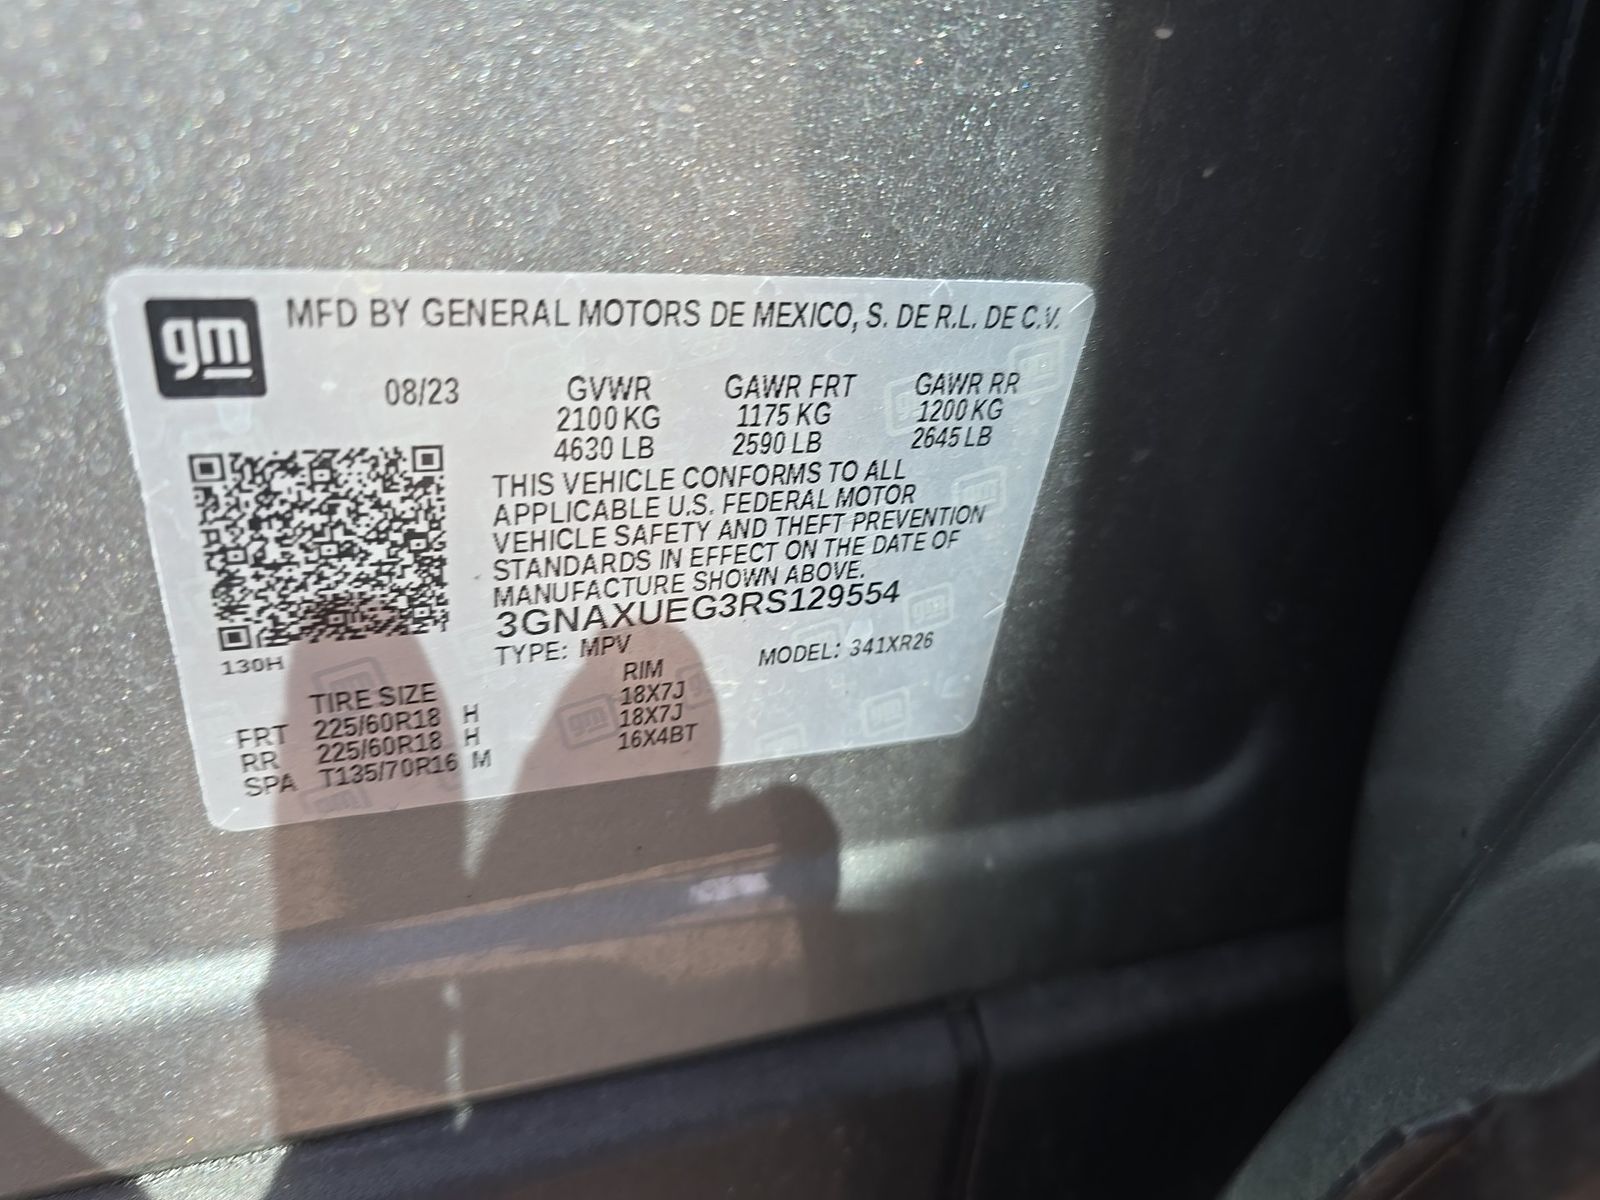 gm
MFD BY GENERAL MOTORS DE MEXICO, S. DE R.L. DE C.V.
08/23 GVWR GAWR FRT GAWR RR
2100 KG 1175 KG 1200 KG
4630 LB 2590 LB 2645 LB
THIS VEHICLE CONFORMS TO ALL
APPLICABLE U.S. FEDERAL MOTOR
VEHICLE SAFETY AND THEFT PREVENTION
STANDARDS IN EFFECT ON THE DATE OF
MANUFACTURE SHOWN ABOVE.
3GNAXUEG3RS129554
TYPE: MPV MODEL: 341XR26
130H
TIRE SIZE RIM
FRT 225/60R18 H 18X7J
RR 225/60R18 H 18X7J
SPA T135/70R16 M 16X4BT